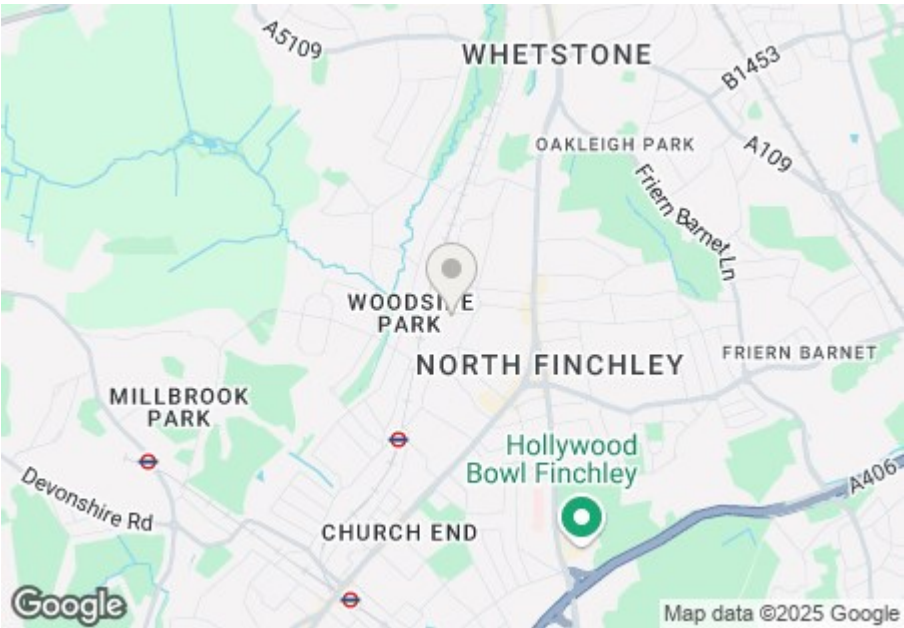 A5109
WHETSTONE
B1453
OAKLEIGH PARK
A109
Friern Barnet Ln
WOODSIDE
PARK
NORTH FINCHLEY
FRIERN BARNET
MILLBROOK
PARK
Hollywood
Bowl Finchley
A406
Devonshire Rd
CHURCH END
Google
Map data ©2025 Google